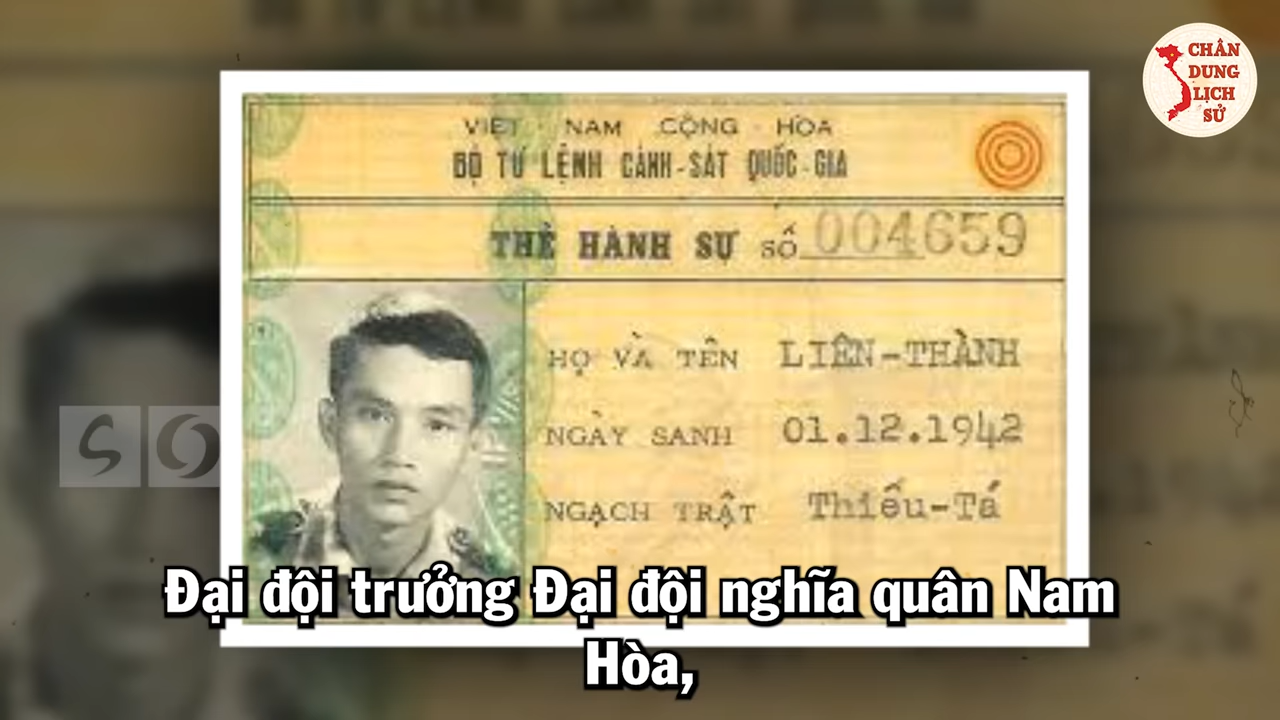 CHÂN
DUNG
LỊCH
SỬ
VIỆT - NAM CỘNG - HÒA
BỘ TƯ LỆNH CẢNH-SÁT QUỐC-GIA
THẺ HÀNH SỰ SỐ 004659
HỌ VÀ TÊN LIÊN-THÀNH
NGÀY SANH 01.12.1942
NGẠCH TRẬT Thiếu-Tá
SO
Đại đội trưởng Đại đội nghĩa quân Nam
Hòa,